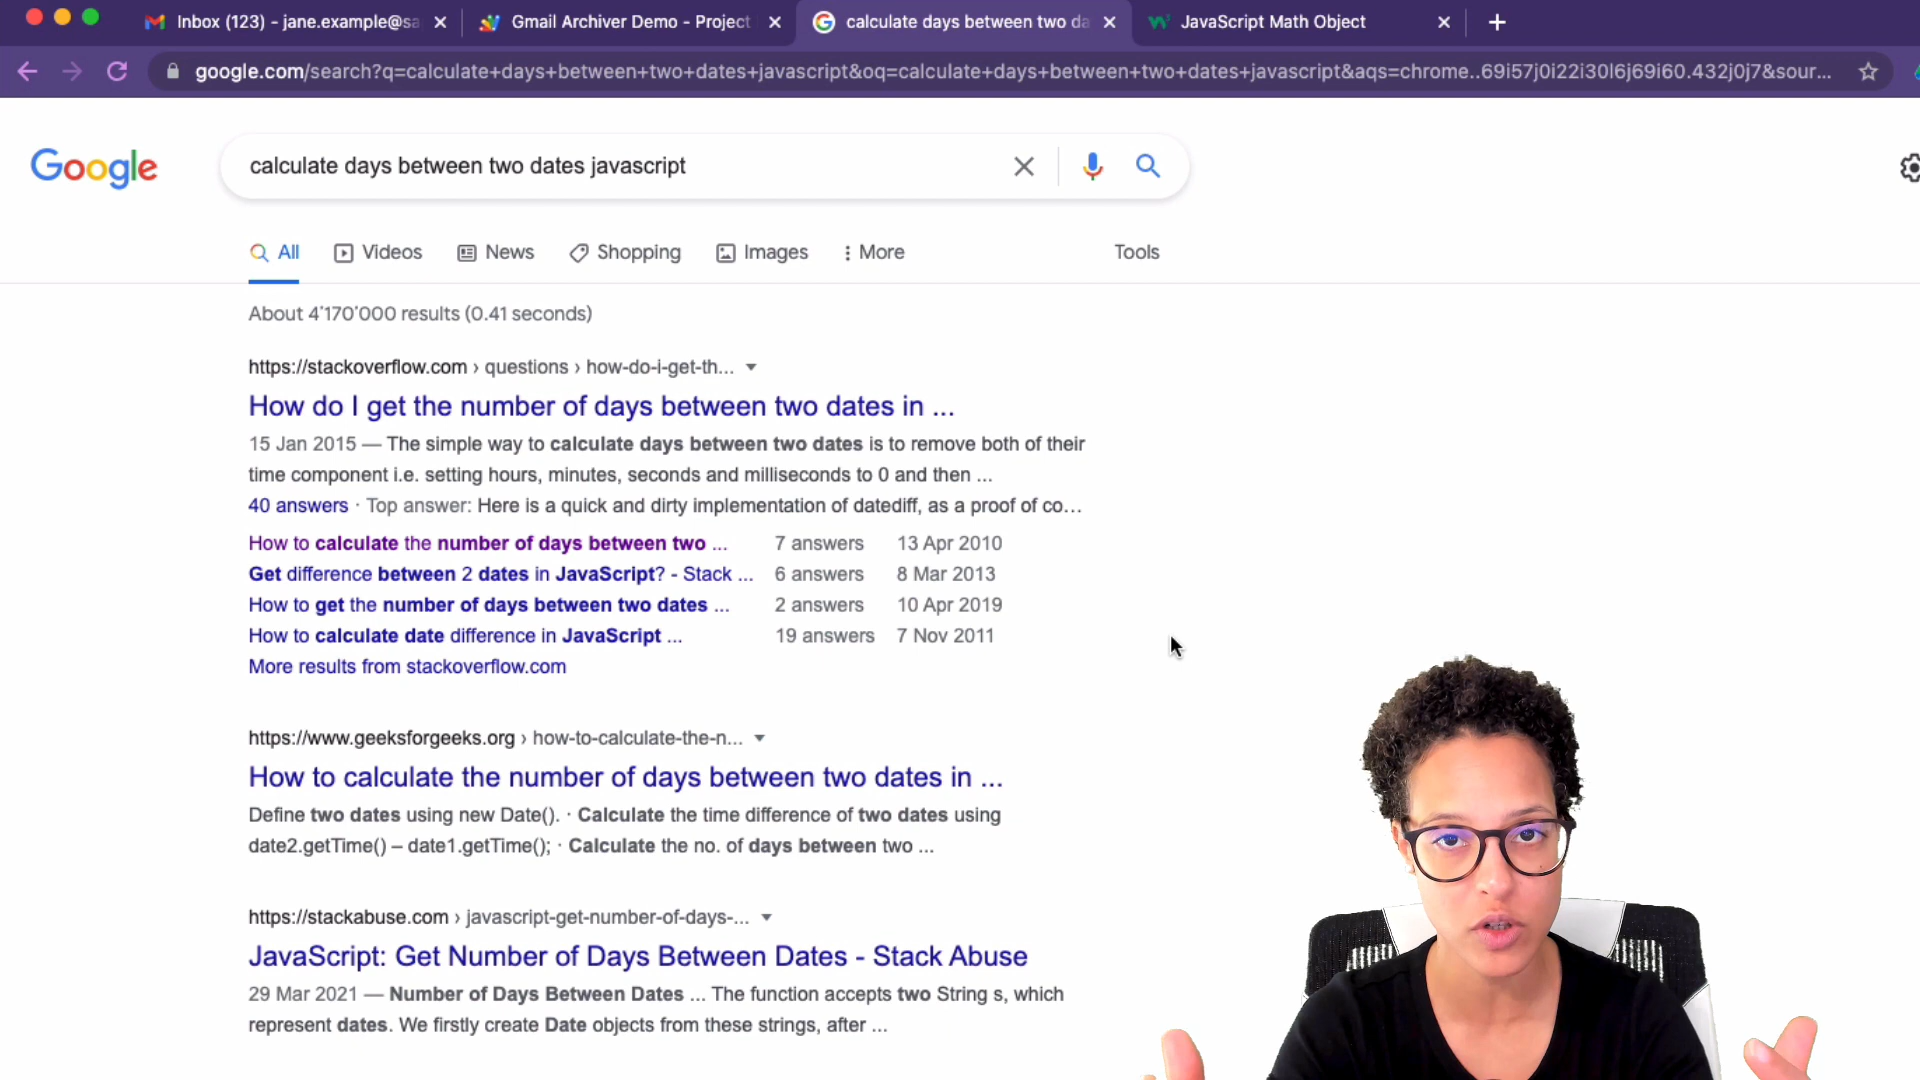 Inbox (123) - jane.example@sa
Gmail Archiver Demo - Project
calculate days between two da
JavaScript Math Object
google.com/search?q=calculate+days+between+two+dates+javascript&oq=calculate+days+between+two+dates+javascript&aqs=chrome..69i57j0i22i30l6j69i60.432j0j7&sour...
Google
calculate days between two dates javascript
All
Videos
News
Shopping
Images
More
Tools
About 4’170’000 results (0.41 seconds)
https://stackoverflow.com › questions › how-do-i-get-th...
How do I get the number of days between two dates in ...
15 Jan 2015 — The simple way to calculate days between two dates is to remove both of their
time component i.e. setting hours, minutes, seconds and milliseconds to 0 and then ...
40 answers · Top answer: Here is a quick and dirty implementation of datediff, as a proof of co...
How to calculate the number of days between two ... 7 answers 13 Apr 2010
Get difference between 2 dates in JavaScript? - Stack ... 6 answers 8 Mar 2013
How to get the number of days between two dates ... 2 answers 10 Apr 2019
How to calculate date difference in JavaScript ... 19 answers 7 Nov 2011
More results from stackoverflow.com
https://www.geeksforgeeks.org › how-to-calculate-the-n...
How to calculate the number of days between two dates in ...
Define two dates using new Date(). · Calculate the time difference of two dates using
date2.getTime() – date1.getTime(); · Calculate the no. of days between two ...
https://stackabuse.com › javascript-get-number-of-days-...
JavaScript: Get Number of Days Between Dates - Stack Abuse
29 Mar 2021 — Number of Days Between Dates ... The function accepts two String s, which
represent dates. We firstly create Date objects from these strings, after ...